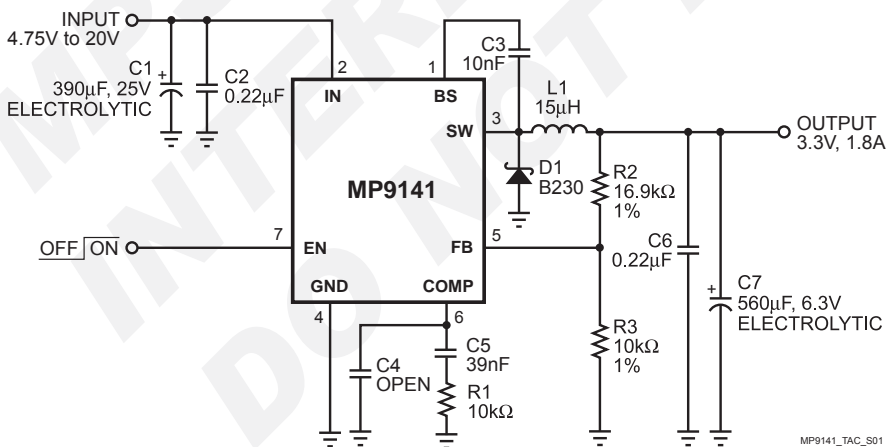 INPUT
4.75V to 20V
C1
390μF, 25V
ELECTROLYTIC
C2
0.22μF
2
IN
1
BS
C3
10nF
L1
15μH
3
SW
OUTPUT
3.3V, 1.8A
D1
B230
MP9141
R2
16.9kΩ
1%
OFF ON
7
EN
5
FB
C6
0.22μF
C7
560μF, 6.3V
ELECTROLYTIC
GND
COMP
4
6
R3
10kΩ
1%
C4
OPEN
C5
39nF
R1
10kΩ
MP9141_TAC_S01